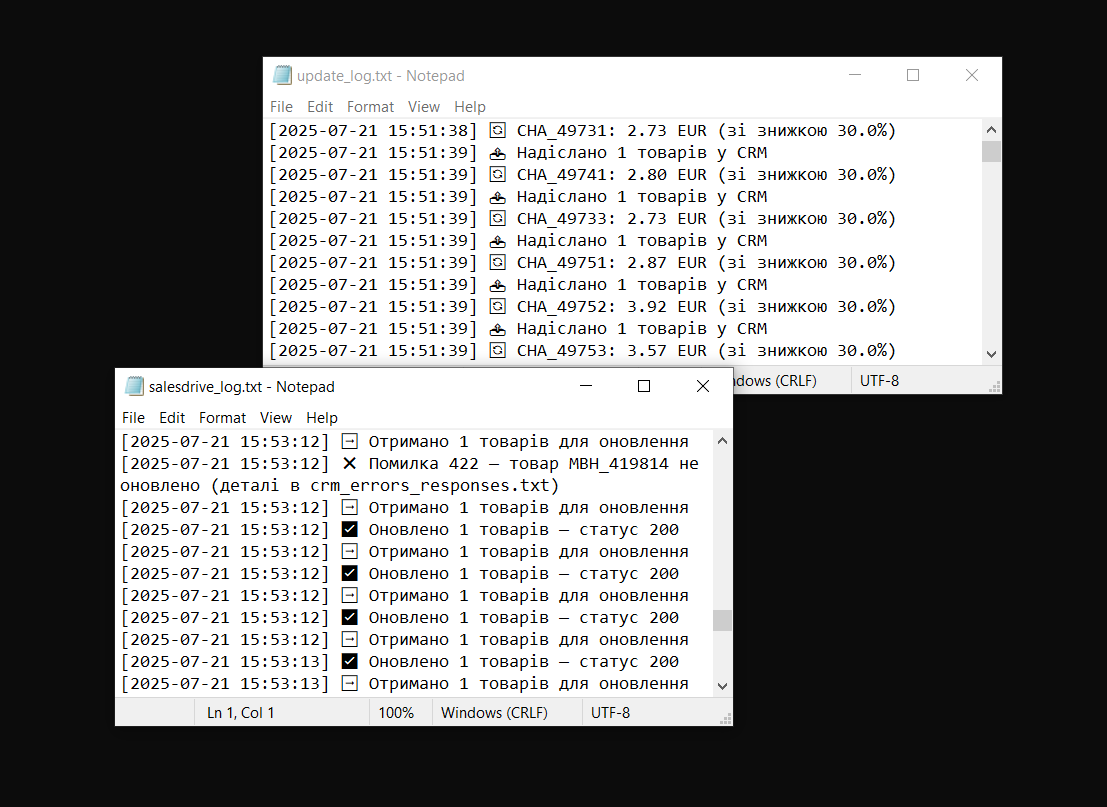 update_log.txt - Notepad
File Edit Format View Help
[2025-07-21 15:51:38] 🔄 CHA_49731: 2.73 EUR (зі знижкою 30.0%)
[2025-07-21 15:51:39] 📤 Надіслано 1 товарів у CRM
[2025-07-21 15:51:39] 🔄 CHA_49741: 2.80 EUR (зі знижкою 30.0%)
[2025-07-21 15:51:39] 📤 Надіслано 1 товарів у CRM
[2025-07-21 15:51:39] 🔄 CHA_49733: 2.73 EUR (зі знижкою 30.0%)
[2025-07-21 15:51:39] 📤 Надіслано 1 товарів у CRM
[2025-07-21 15:51:39] 🔄 CHA_49751: 2.87 EUR (зі знижкою 30.0%)
[2025-07-21 15:51:39] 📤 Надіслано 1 товарів у CRM
[2025-07-21 15:51:39] 🔄 CHA_49752: 3.92 EUR (зі знижкою 30.0%)
[2025-07-21 15:51:39] 📤 Надіслано 1 товарів у CRM
[2025-07-21 15:51:39] 🔄 CHA_49753: 3.57 EUR (зі знижкою 30.0%)
(CRLF) UTF-8
salesdrive_log.txt - Notepad
File Edit Format View Help
[2025-07-21 15:53:12] → Отримано 1 товарів для оновлення
[2025-07-21 15:53:12] ❌ Помилка 422 — товар MBH_419814 не
оновлено (деталі в crm_errors_responses.txt)
[2025-07-21 15:53:12] → Отримано 1 товарів для оновлення
[2025-07-21 15:53:12] ✅ Оновлено 1 товарів — статус 200
[2025-07-21 15:53:12] → Отримано 1 товарів для оновлення
[2025-07-21 15:53:12] ✅ Оновлено 1 товарів — статус 200
[2025-07-21 15:53:12] → Отримано 1 товарів для оновлення
[2025-07-21 15:53:12] ✅ Оновлено 1 товарів — статус 200
[2025-07-21 15:53:12] → Отримано 1 товарів для оновлення
[2025-07-21 15:53:13] ✅ Оновлено 1 товарів — статус 200
[2025-07-21 15:53:13] → Отримано 1 товарів для оновлення
Ln 1, Col 1 100% Windows (CRLF) UTF-8